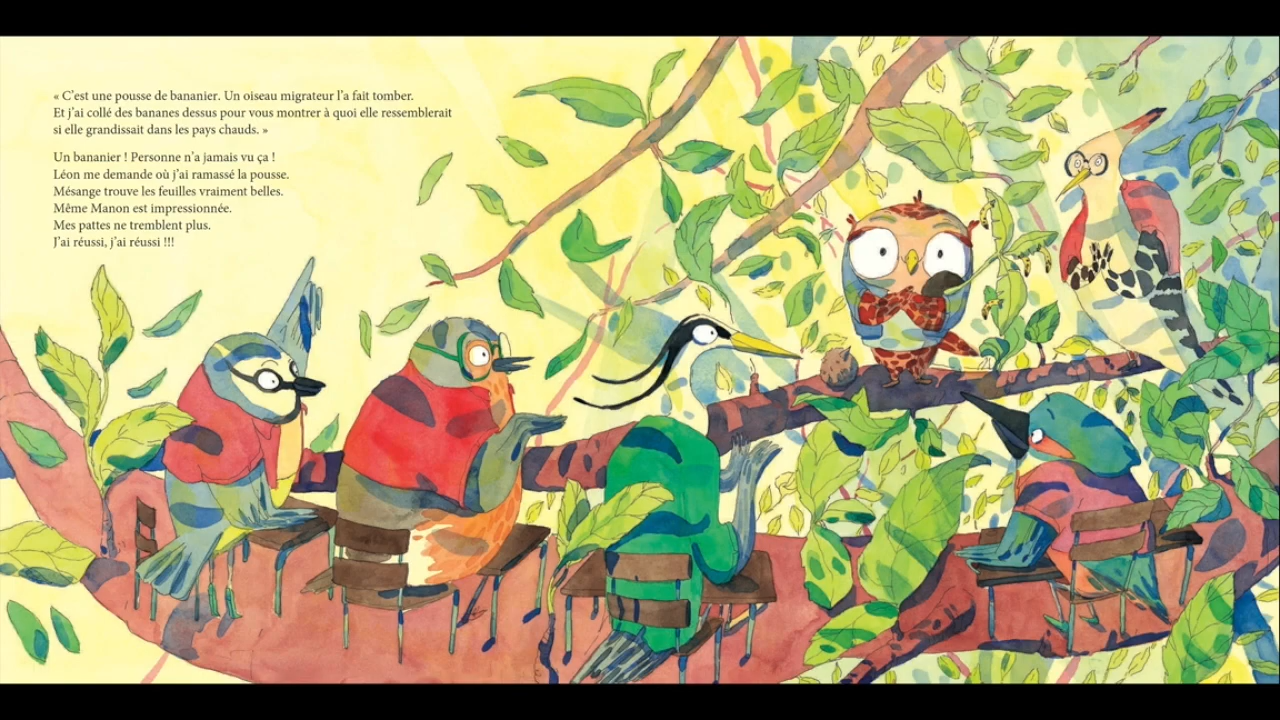 « C’est une pousse de bananier. Un oiseau migrateur l’a fait tomber.
Et j’ai collé des bananes dessus pour vous montrer à quoi elle ressemblerait
si elle grandissait dans les pays chauds. »
Un bananier ! Personne n’a jamais vu ça !
Léon me demande où j’ai ramassé la pousse.
Mésange trouve les feuilles vraiment belles.
Même Manon est impressionnée.
Mes pattes ne tremblent plus.
J’ai réussi, j’ai réussi !!!